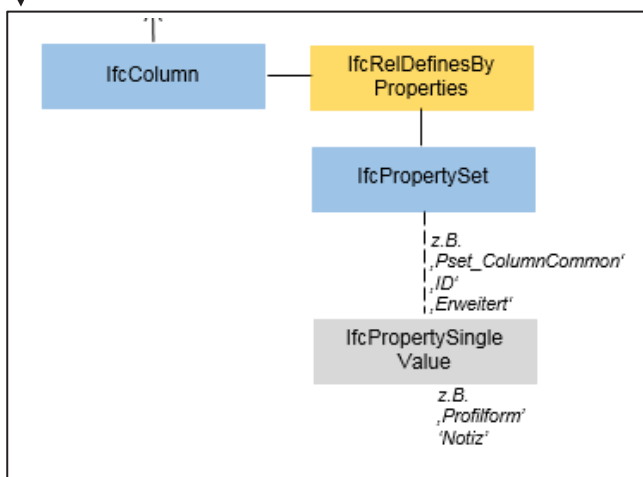 IfcColumn
IfcRelDefinesBy
Properties
IfcPropertySet
z.B.
‚Pset_ColumnCommon‘
‚ID‘
‚Erweitert‘
IfcPropertySingle
Value
z.B.
‚Profilform’
‘Notiz’